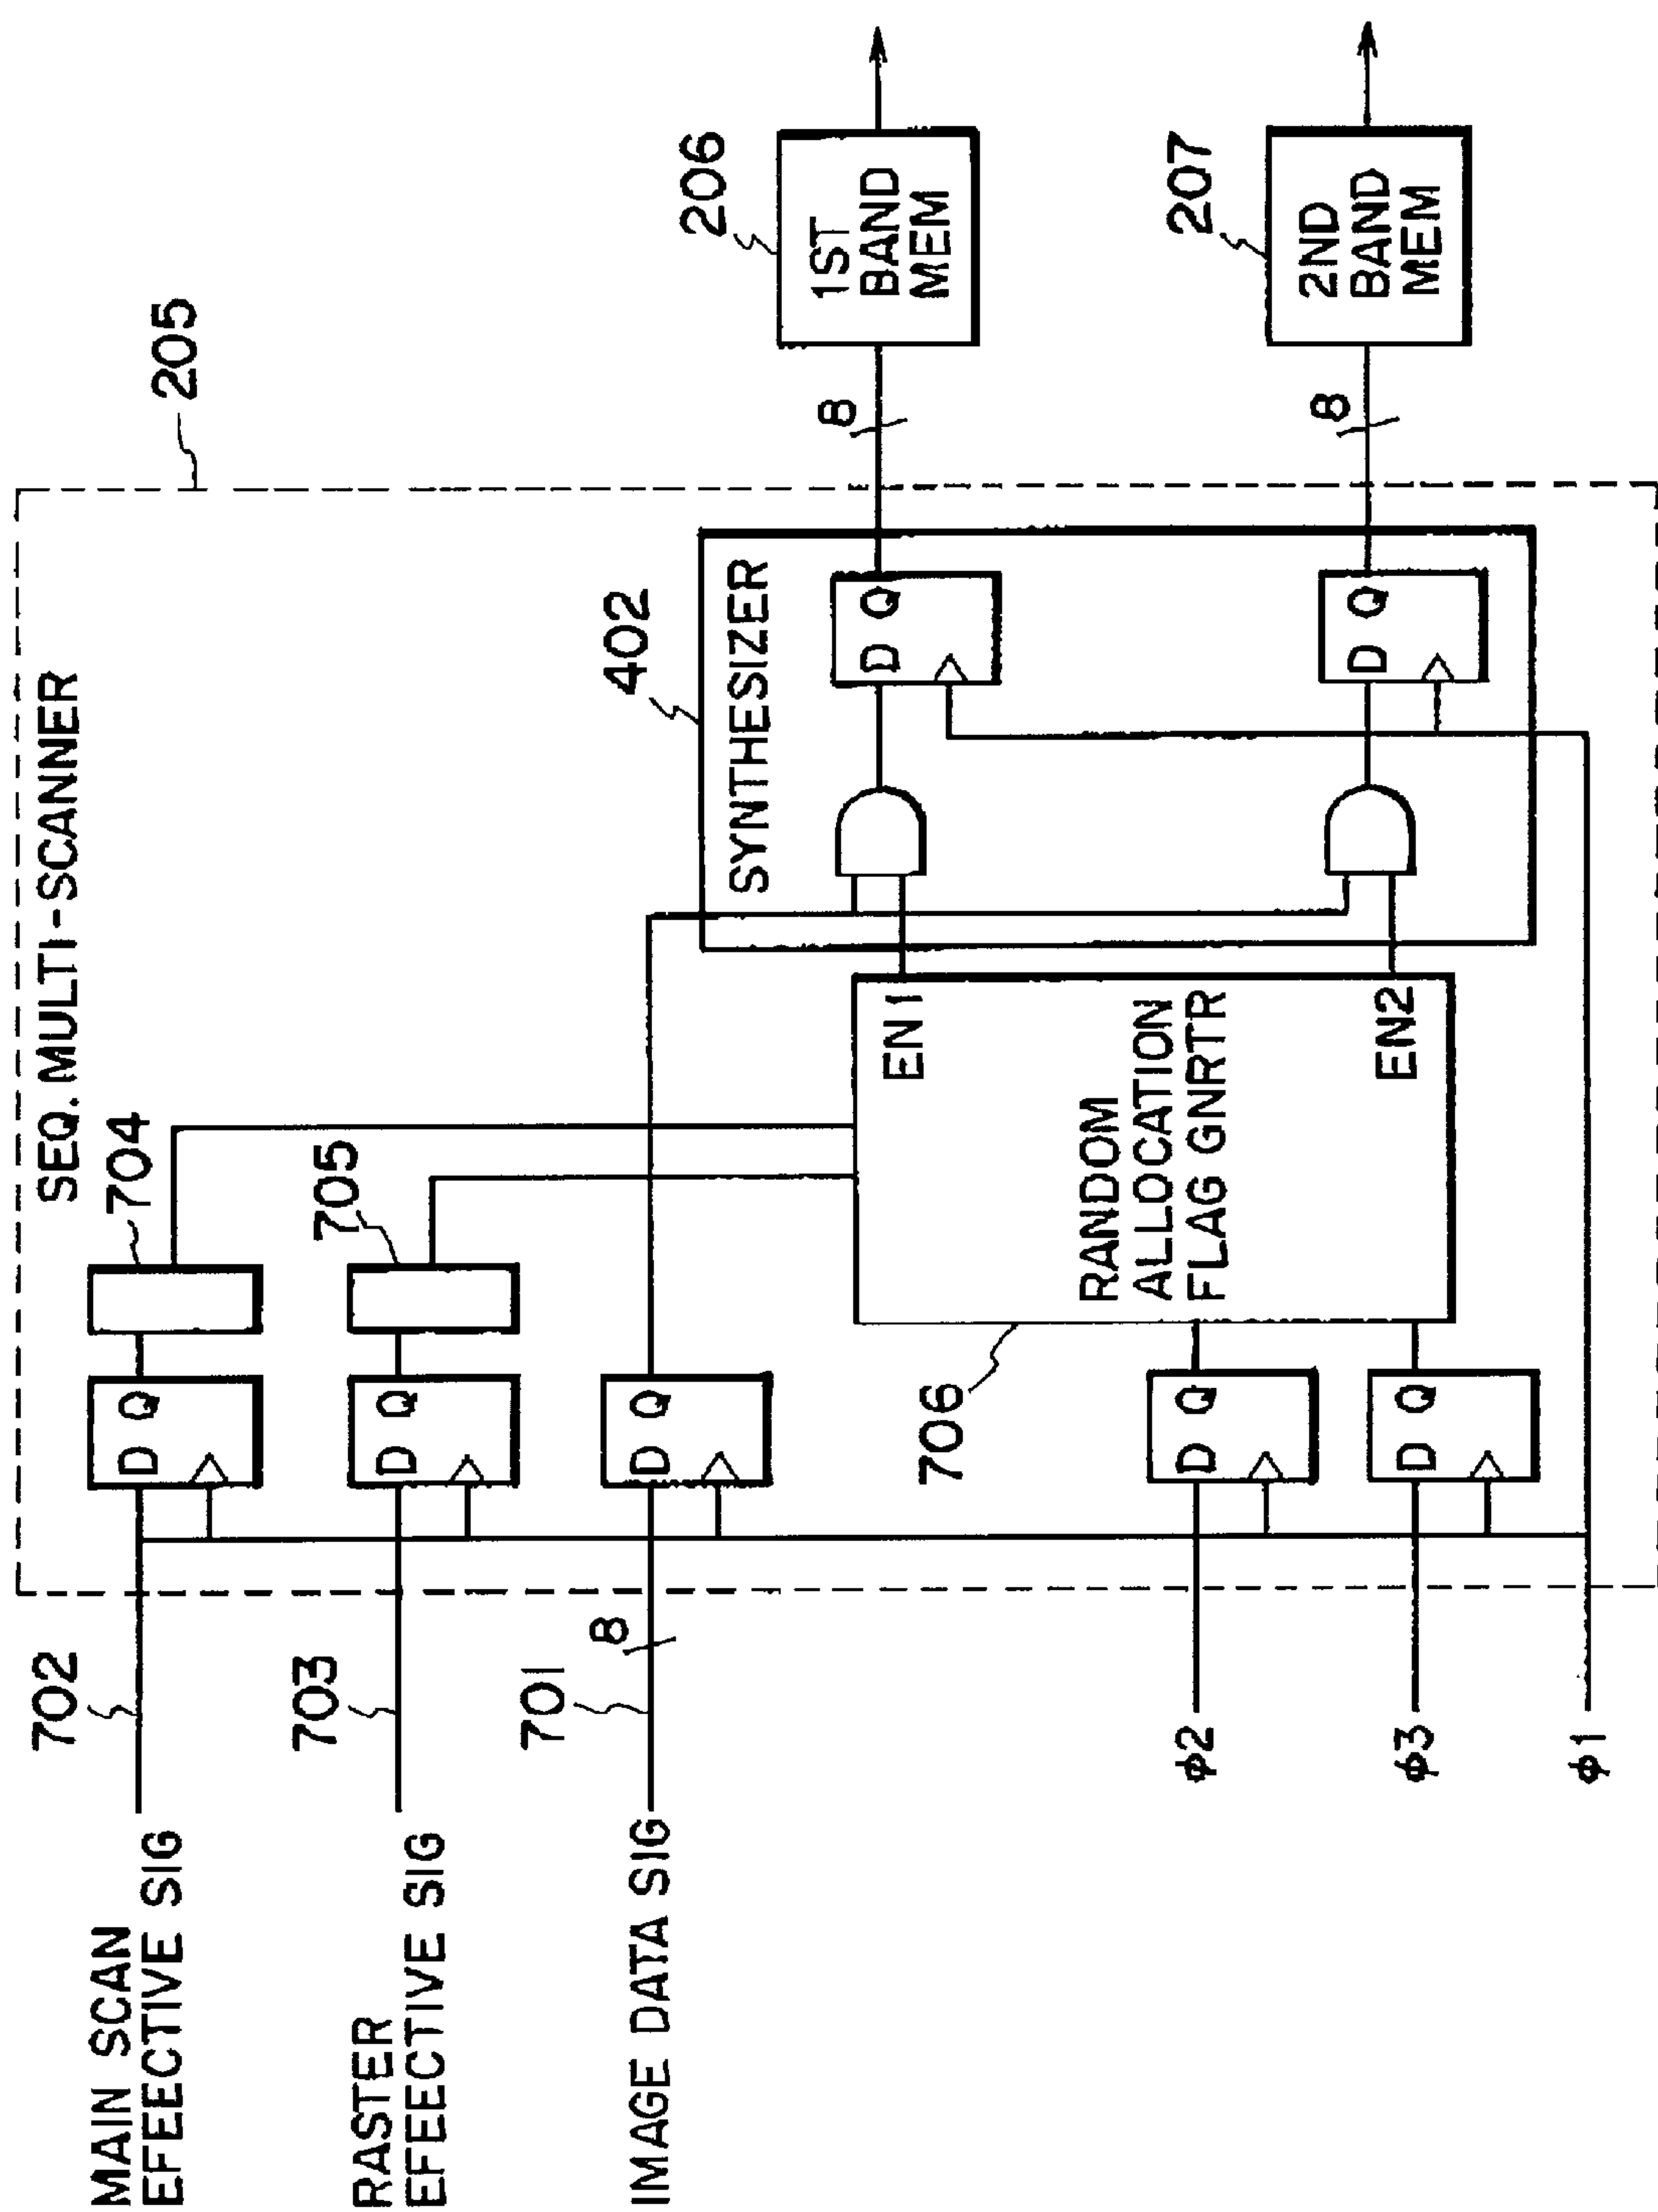 SEQ. MULTI-SCANNER
205
MAIN SCAN
EFFECTIVE SIG
702
D Q
704
RASTER
EFFECTIVE SIG
703
D Q
705
IMAGE DATA SIG
701
8
D Q
402
SYNTHESIZER
D Q
8
206
1ST
BAND
MEM
706
EN1
RANDOM
ALLOCATION
FLAG GNRTR
EN2
D Q
8
207
2ND
BAND
MEM
φ2
D Q
φ3
D Q
φ1